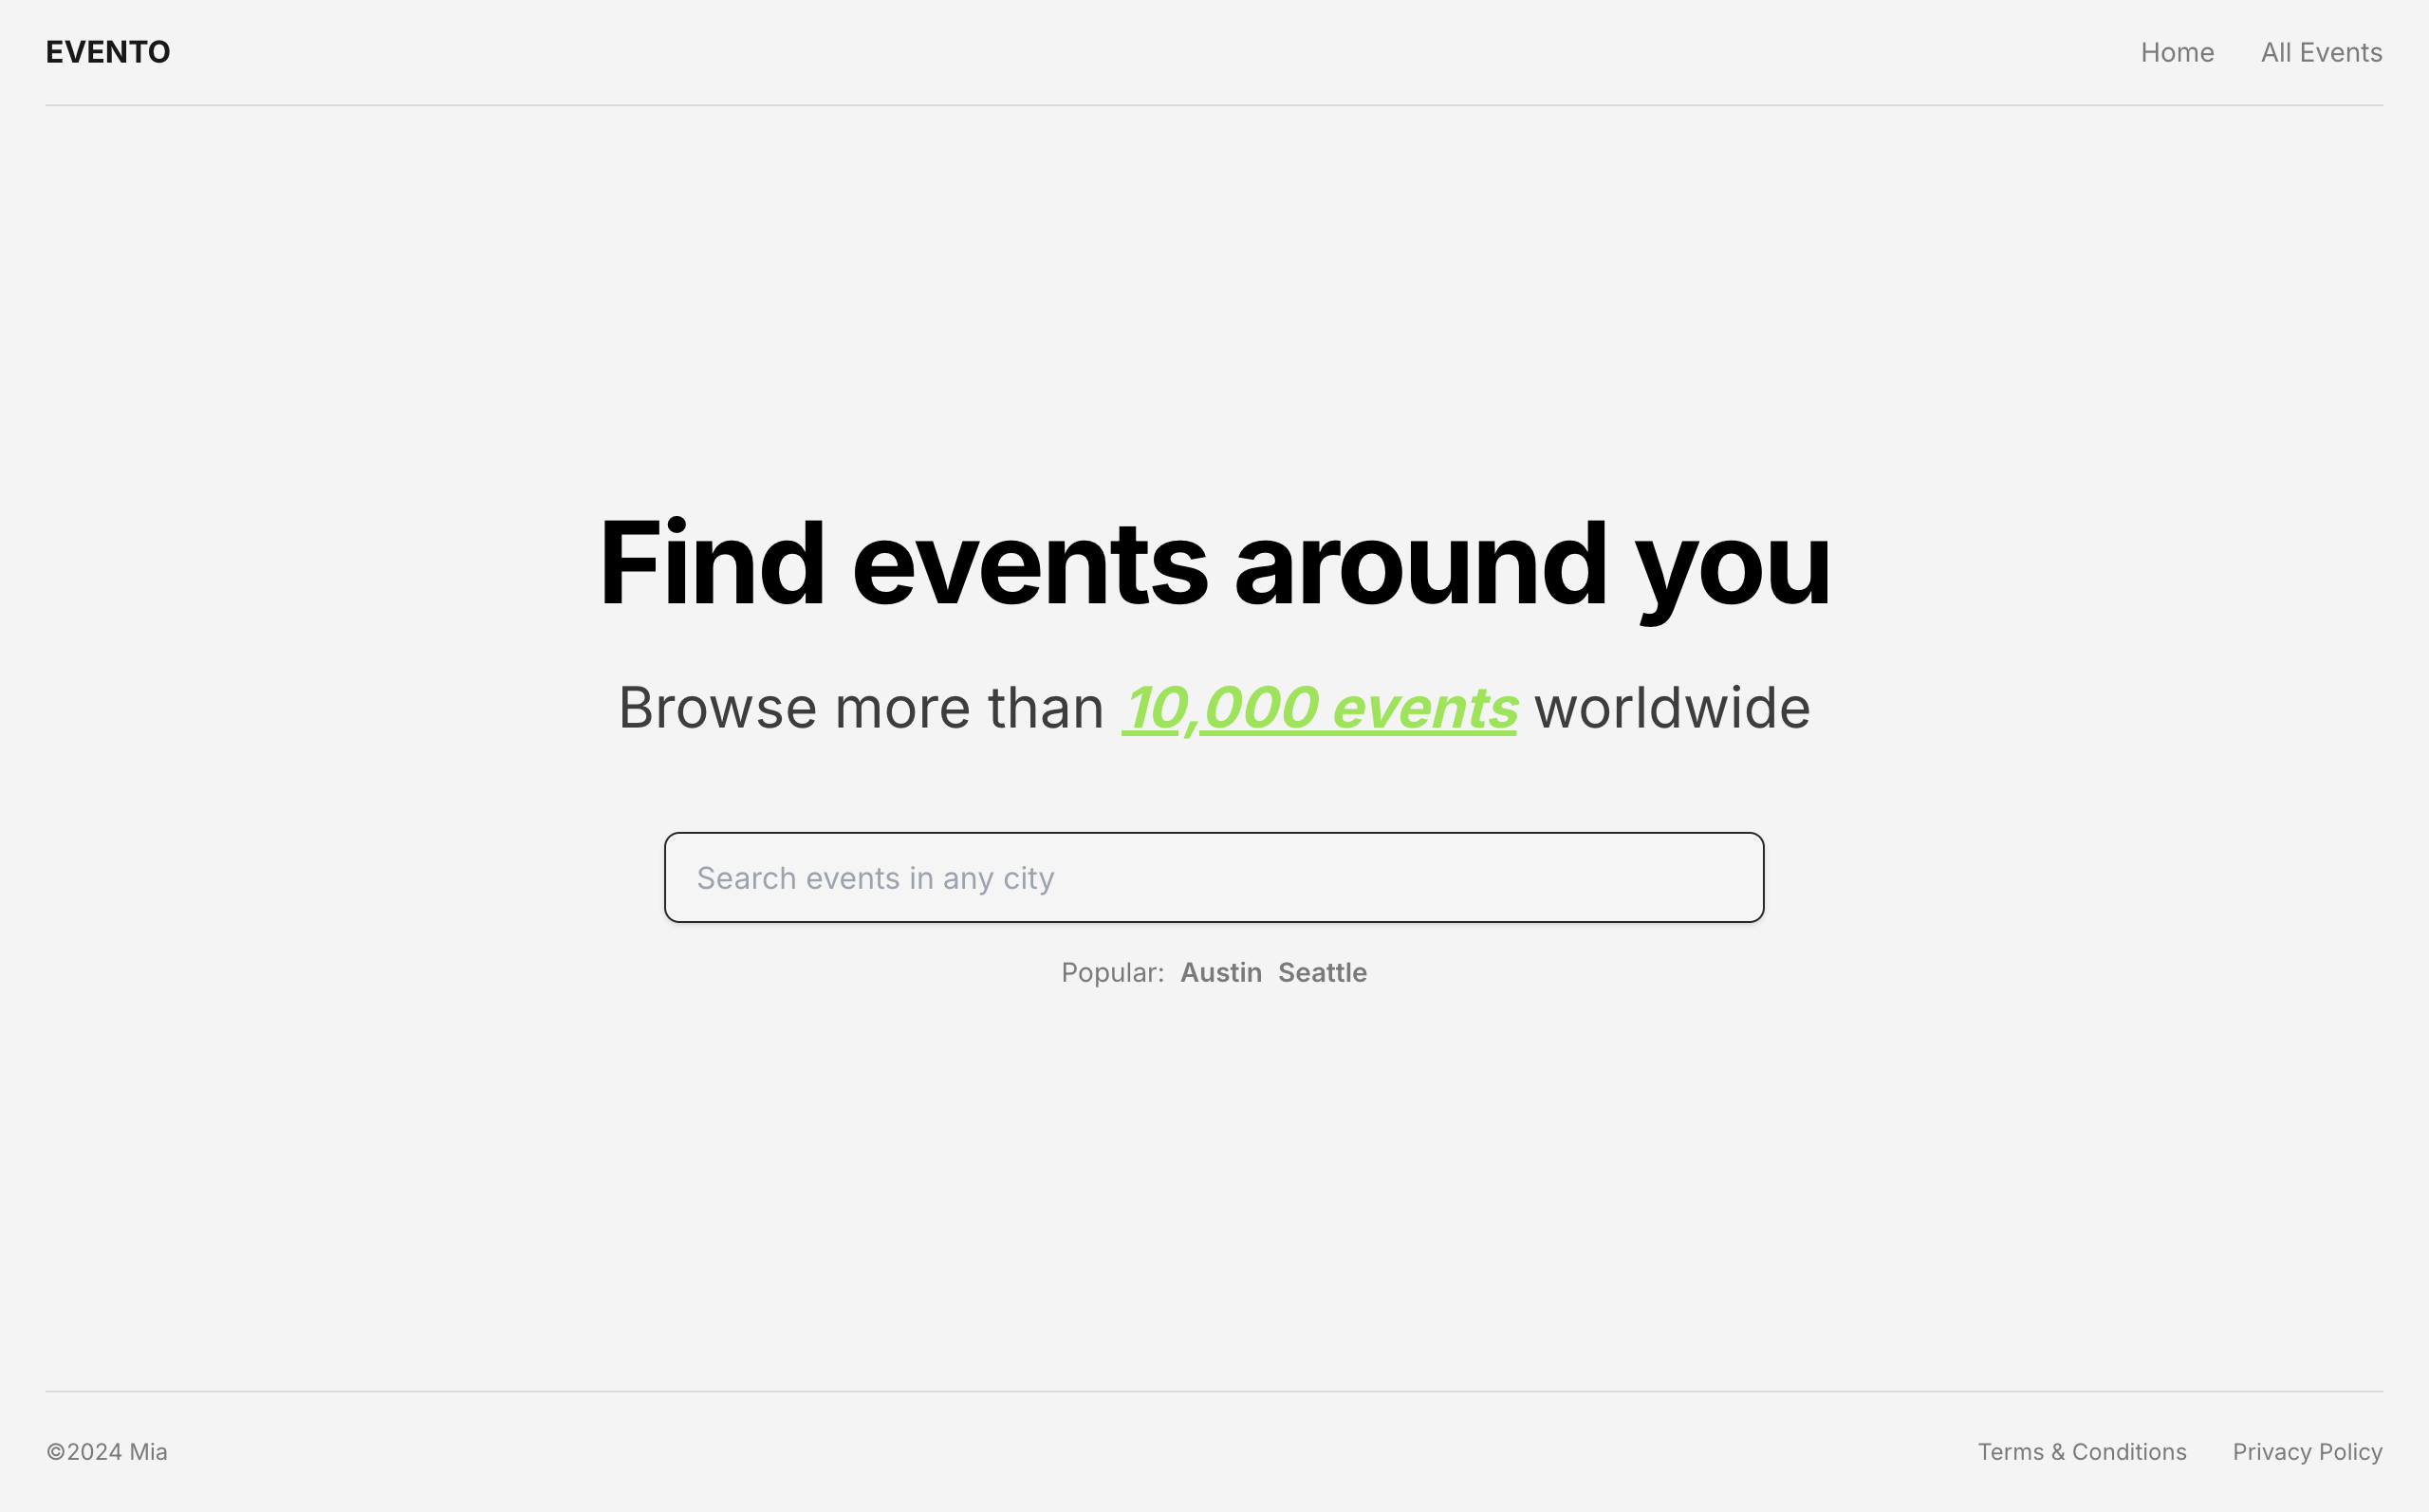 EVENTO
Home All Events
Find events around you
Browse more than 10,000 events worldwide
Search events in any city
Popular: Austin Seattle
©2024 Mia
Terms & Conditions Privacy Policy